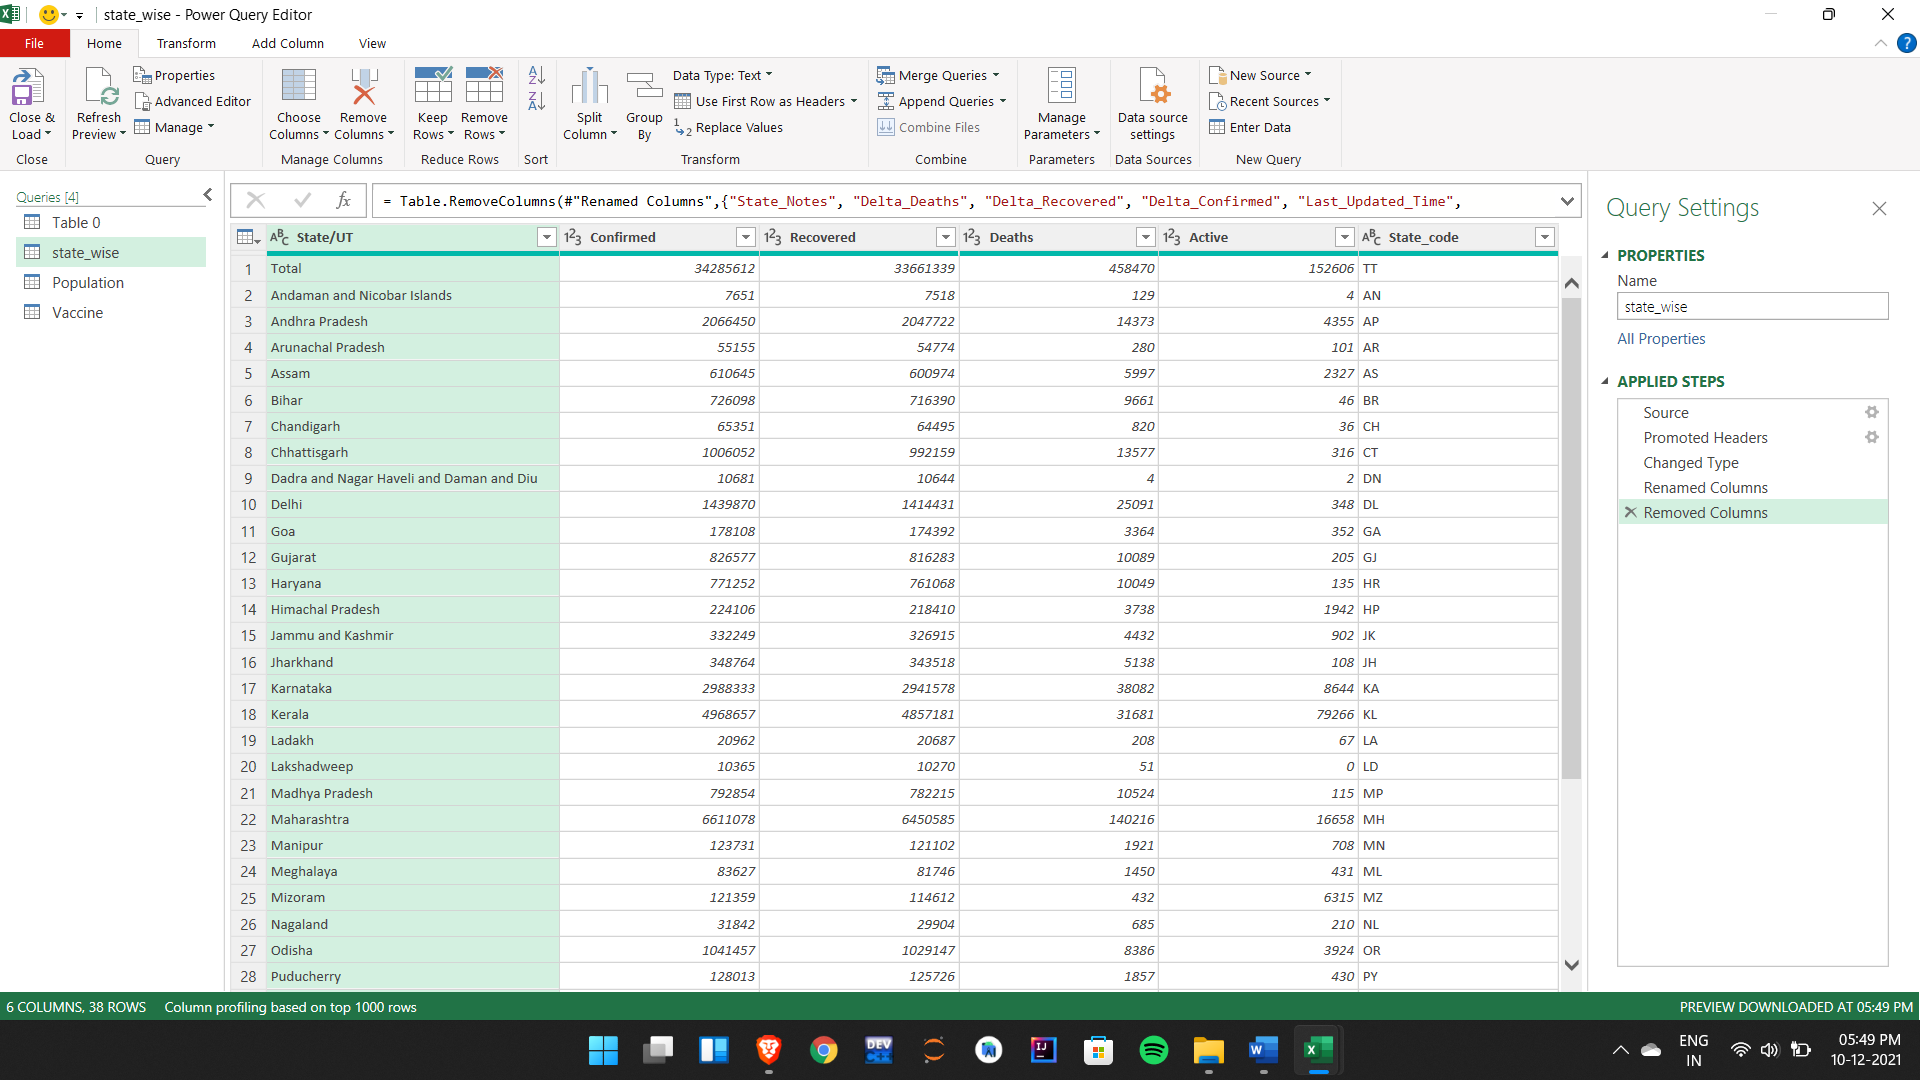 state_wise - Power Query Editor
File Home Transform Add Column View
Close & Load
Close
Refresh Preview
Properties
Advanced Editor
Manage
Query
Choose Columns
Remove Columns
Manage Columns
Keep Rows
Remove Rows
Reduce Rows
Sort
Split Column
Group By
Data Type: Text
Use First Row as Headers
Replace Values
Transform
Merge Queries
Append Queries
Combine Files
Combine
Manage Parameters
Parameters
Data source settings
Data Sources
New Source
Recent Sources
Enter Data
New Query
Queries [4]
Table 0
state_wise
Population
Vaccine
fx
= Table.RemoveColumns(#"Renamed Columns",{"State_Notes", "Delta_Deaths", "Delta_Recovered", "Delta_Confirmed", "Last_Updated_Time",
State/UT Confirmed Recovered Deaths Active State_code
1 Total 34285612 33661339 458470 152606 TT
2 Andaman and Nicobar Islands 7651 7518 129 4 AN
3 Andhra Pradesh 2066450 2047722 14373 4355 AP
4 Arunachal Pradesh 55155 54774 280 101 AR
5 Assam 610645 600974 5997 2327 AS
6 Bihar 726098 716390 9661 46 BR
7 Chandigarh 65351 64495 820 36 CH
8 Chhattisgarh 1006052 992159 13577 316 CT
9 Dadra and Nagar Haveli and Daman and Diu 10681 10644 4 2 DN
10 Delhi 1439870 1414431 25091 348 DL
11 Goa 178108 174392 3364 352 GA
12 Gujarat 826577 816283 10089 205 GJ
13 Haryana 771252 761068 10049 135 HR
14 Himachal Pradesh 224106 218410 3738 1942 HP
15 Jammu and Kashmir 332249 326915 4432 902 JK
16 Jharkhand 348764 343518 5138 108 JH
17 Karnataka 2988333 2941578 38082 8644 KA
18 Kerala 4968657 4857181 31681 79266 KL
19 Ladakh 20962 20687 208 67 LA
20 Lakshadweep 10365 10270 51 0 LD
21 Madhya Pradesh 792854 782215 10524 115 MP
22 Maharashtra 6611078 6450585 140216 16658 MH
23 Manipur 123731 121102 1921 708 MN
24 Meghalaya 83627 81746 1450 431 ML
25 Mizoram 121359 114612 432 6315 MZ
26 Nagaland 31842 29904 685 210 NL
27 Odisha 1041457 1029147 8386 3924 OR
28 Puducherry 128013 125726 1857 430 PY
Query Settings
PROPERTIES
Name
state_wise
All Properties
APPLIED STEPS
Source
Promoted Headers
Changed Type
Renamed Columns
Removed Columns
6 COLUMNS, 38 ROWS Column profiling based on top 1000 rows
PREVIEW DOWNLOADED AT 05:49 PM
ENG IN
05:49 PM
10-12-2021